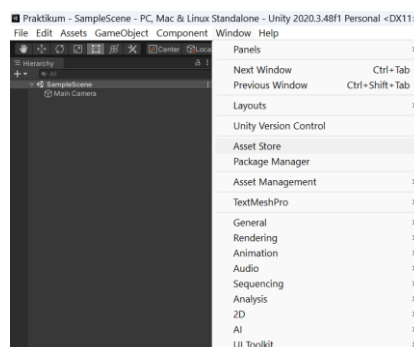 Praktikum - SampleScene - PC, Mac & Linux Standalone - Unity 2020.3.48f1 Personal <DX11>
File Edit Assets GameObject Component Window Help
Center Loca
Hierarchy
All
SampleScene
Main Camera
Panels
Next Window Ctrl+Tab
Previous Window Ctrl+Shift+Tab
Layouts
Unity Version Control
Asset Store
Package Manager
Asset Management
TextMeshPro
General
Rendering
Animation
Audio
Sequencing
Analysis
2D
AI
UI Toolkit